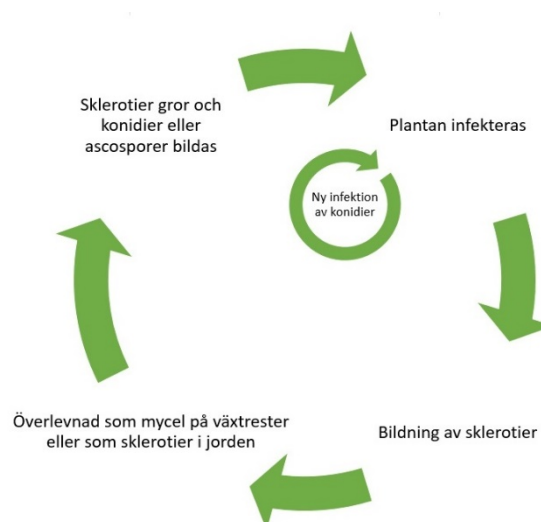 Sklerotier gror och
konidier eller
ascosporer bildas
Plantan infekteras
Ny infektion
av konidier
Överlevnad som mycel på växtrester
eller som sklerotier i jorden
Bildning av sklerotier